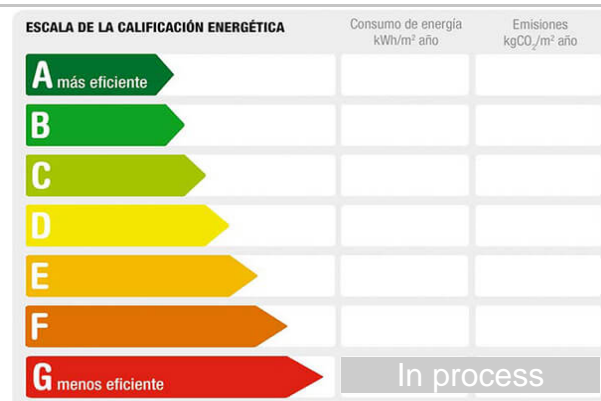 ESCALA DE LA CALIFICACIÓN ENERGÉTICA
Consumo de energía
kWh/m² año
Emisiones
kgCO₂/m² año
A más eficiente
B
C
D
E
F
G menos eficiente
In process